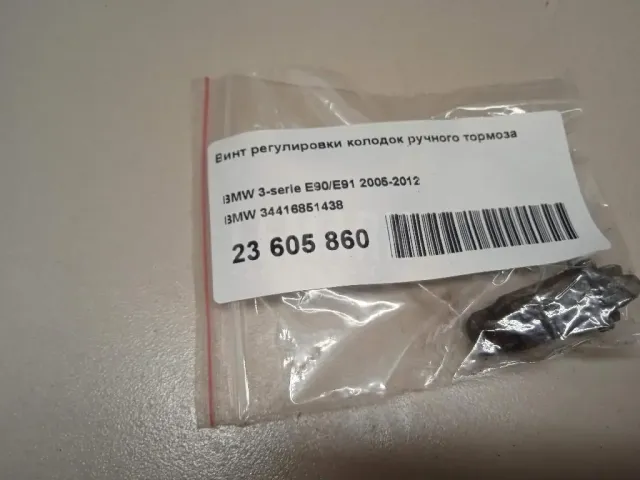 Винт регулировки колодок ручного тормоза
BMW 3-serie E90/E91 2005-2012
BMW 34416851438
23 605 860